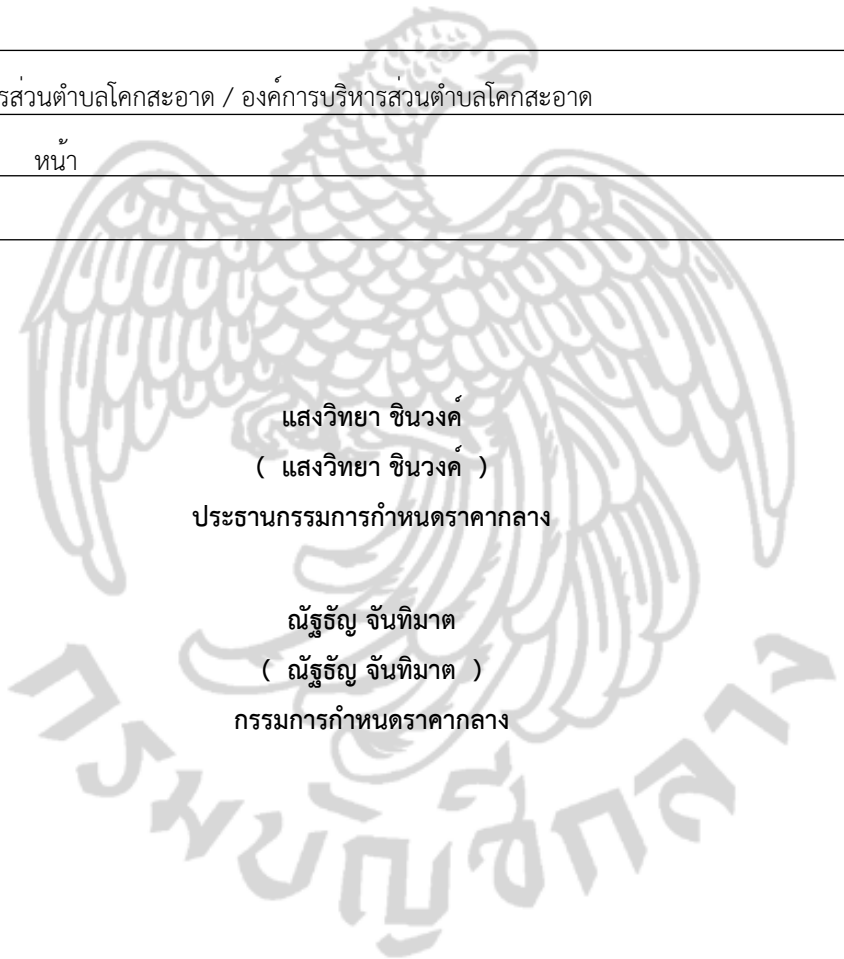 รส่วนตำบลโคกสะอาด / องค์การบริหารส่วนตำบลโคกสะอาด
หน้า
แสงวิทยา ชินวงค์
( แสงวิทยา ชินวงค์ )
ประธานกรรมการกำหนดราคากลาง
ณัฐธัญ จันทิมาต
( ณัฐธัญ จันทิมาต )
กรรมการกำหนดราคากลาง
กรมบัญชีกลาง